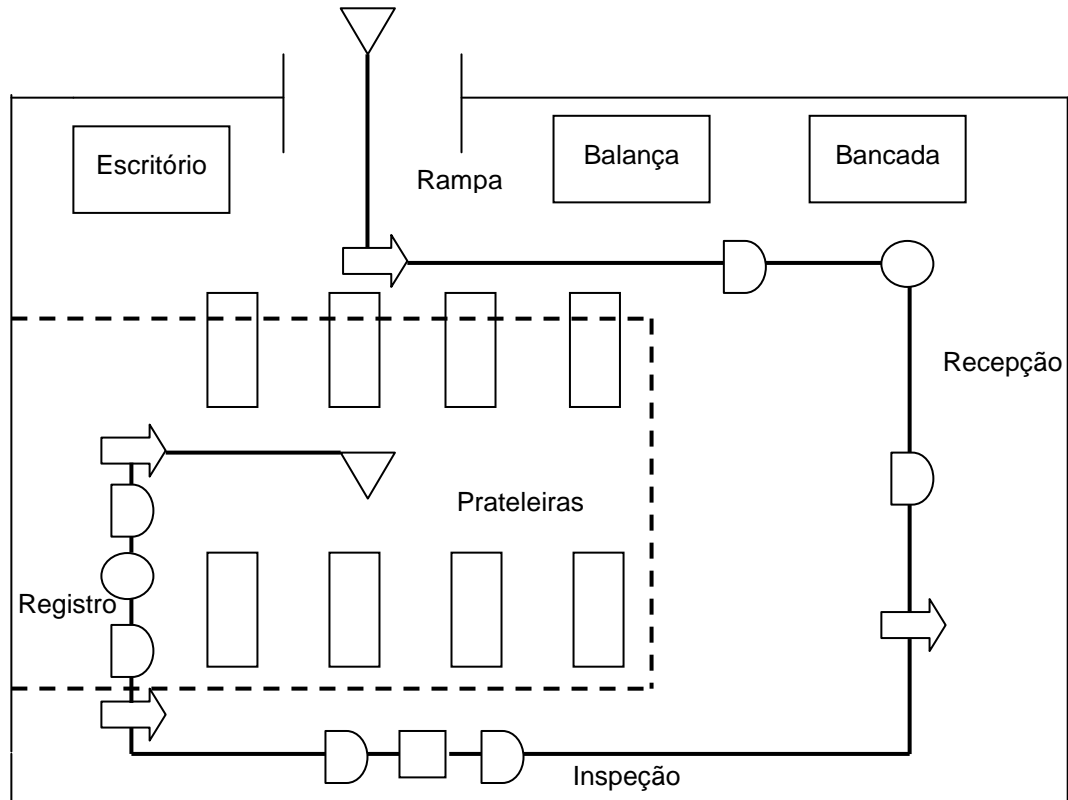 Escritório
Rampa
Balança
Bancada
Recepção
Prateleiras
Registro
Inspeção